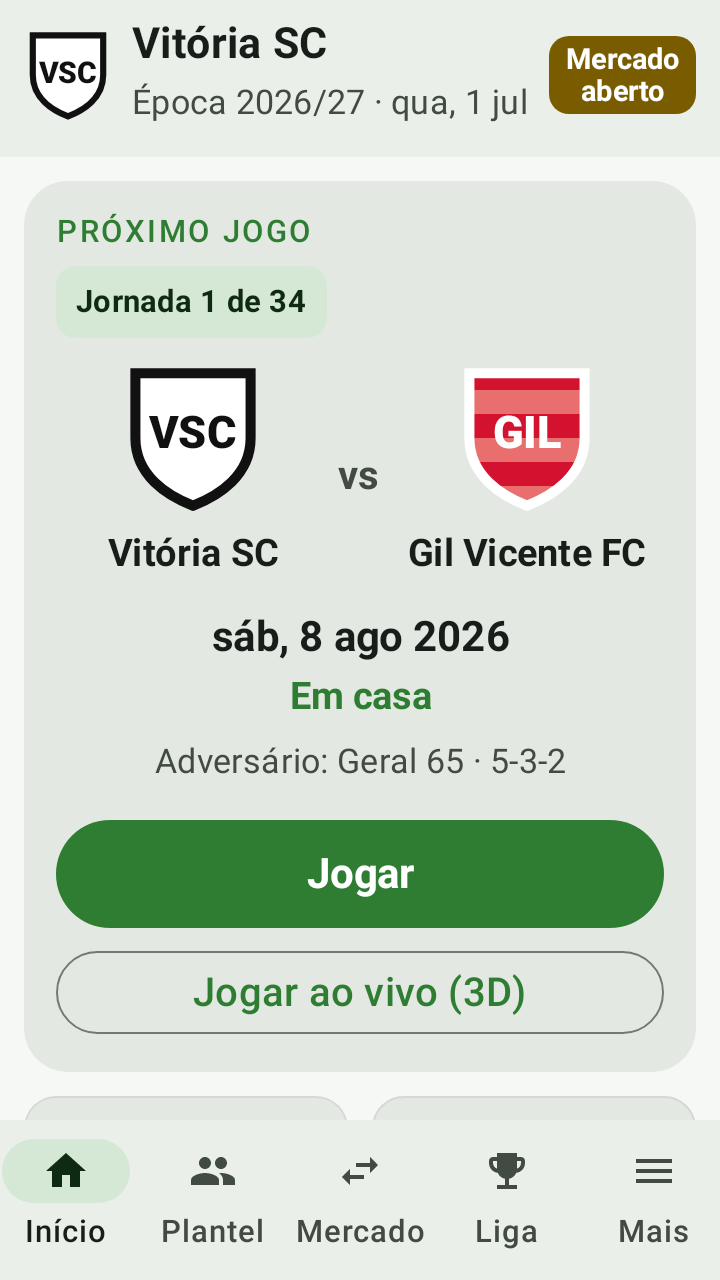 VSC
Vitória SC
Época 2026/27 · qua, 1 jul
Mercado
aberto
PRÓXIMO JOGO
Jornada 1 de 34
VSC
vs
GIL
Vitória SC
Gil Vicente FC
sáb, 8 ago 2026
Em casa
Adversário: Geral 65 · 5-3-2
Jogar
Jogar ao vivo (3D)
Início
Plantel
Mercado
Liga
Mais